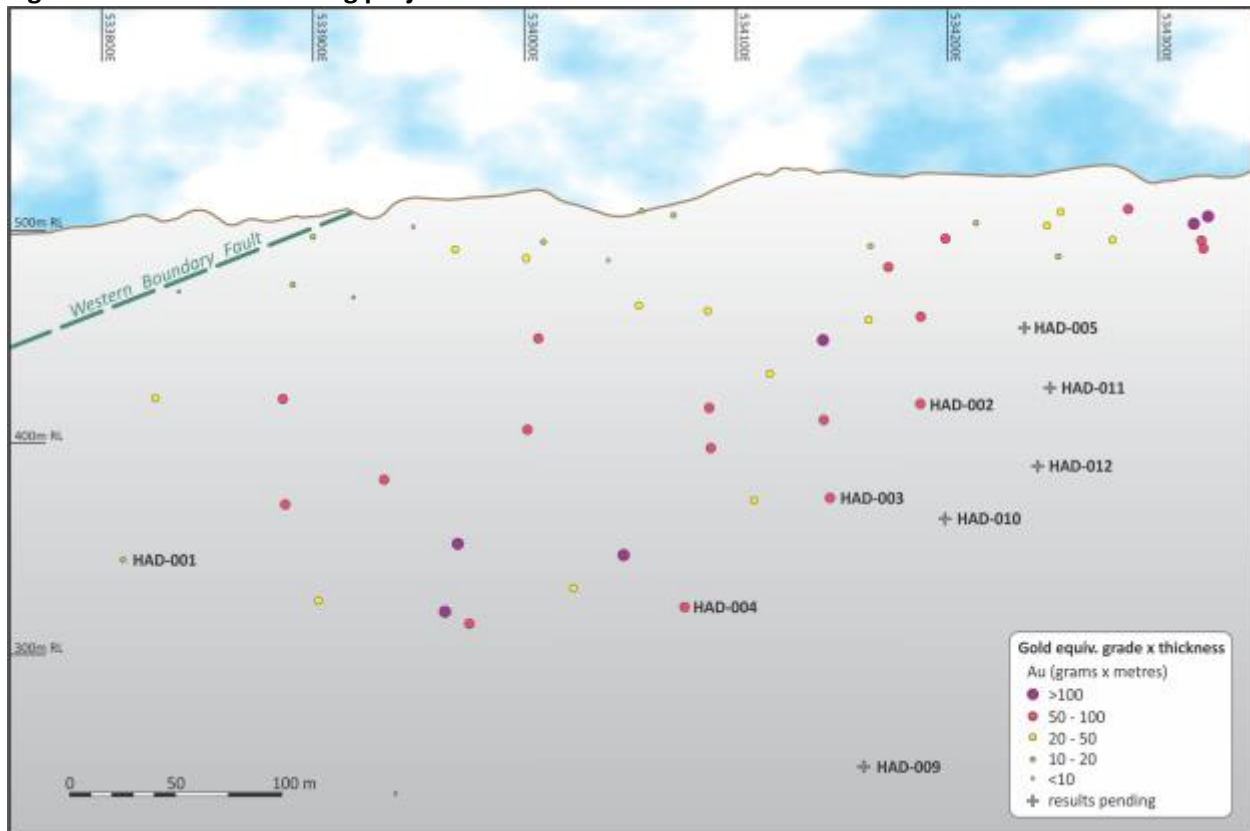 533800E
533900E
534000E
534100E
534200E
534300E
500m RL
Western Boundary Fault
HAD-005
HAD-011
HAD-002
400m RL
HAD-012
HAD-003
HAD-010
HAD-001
HAD-004
300m RL
Gold equiv. grade x thickness
Au (grams x metres)
>100
50 - 100
20 - 50
10 - 20
<10
results pending
HAD-009
0 50 100 m